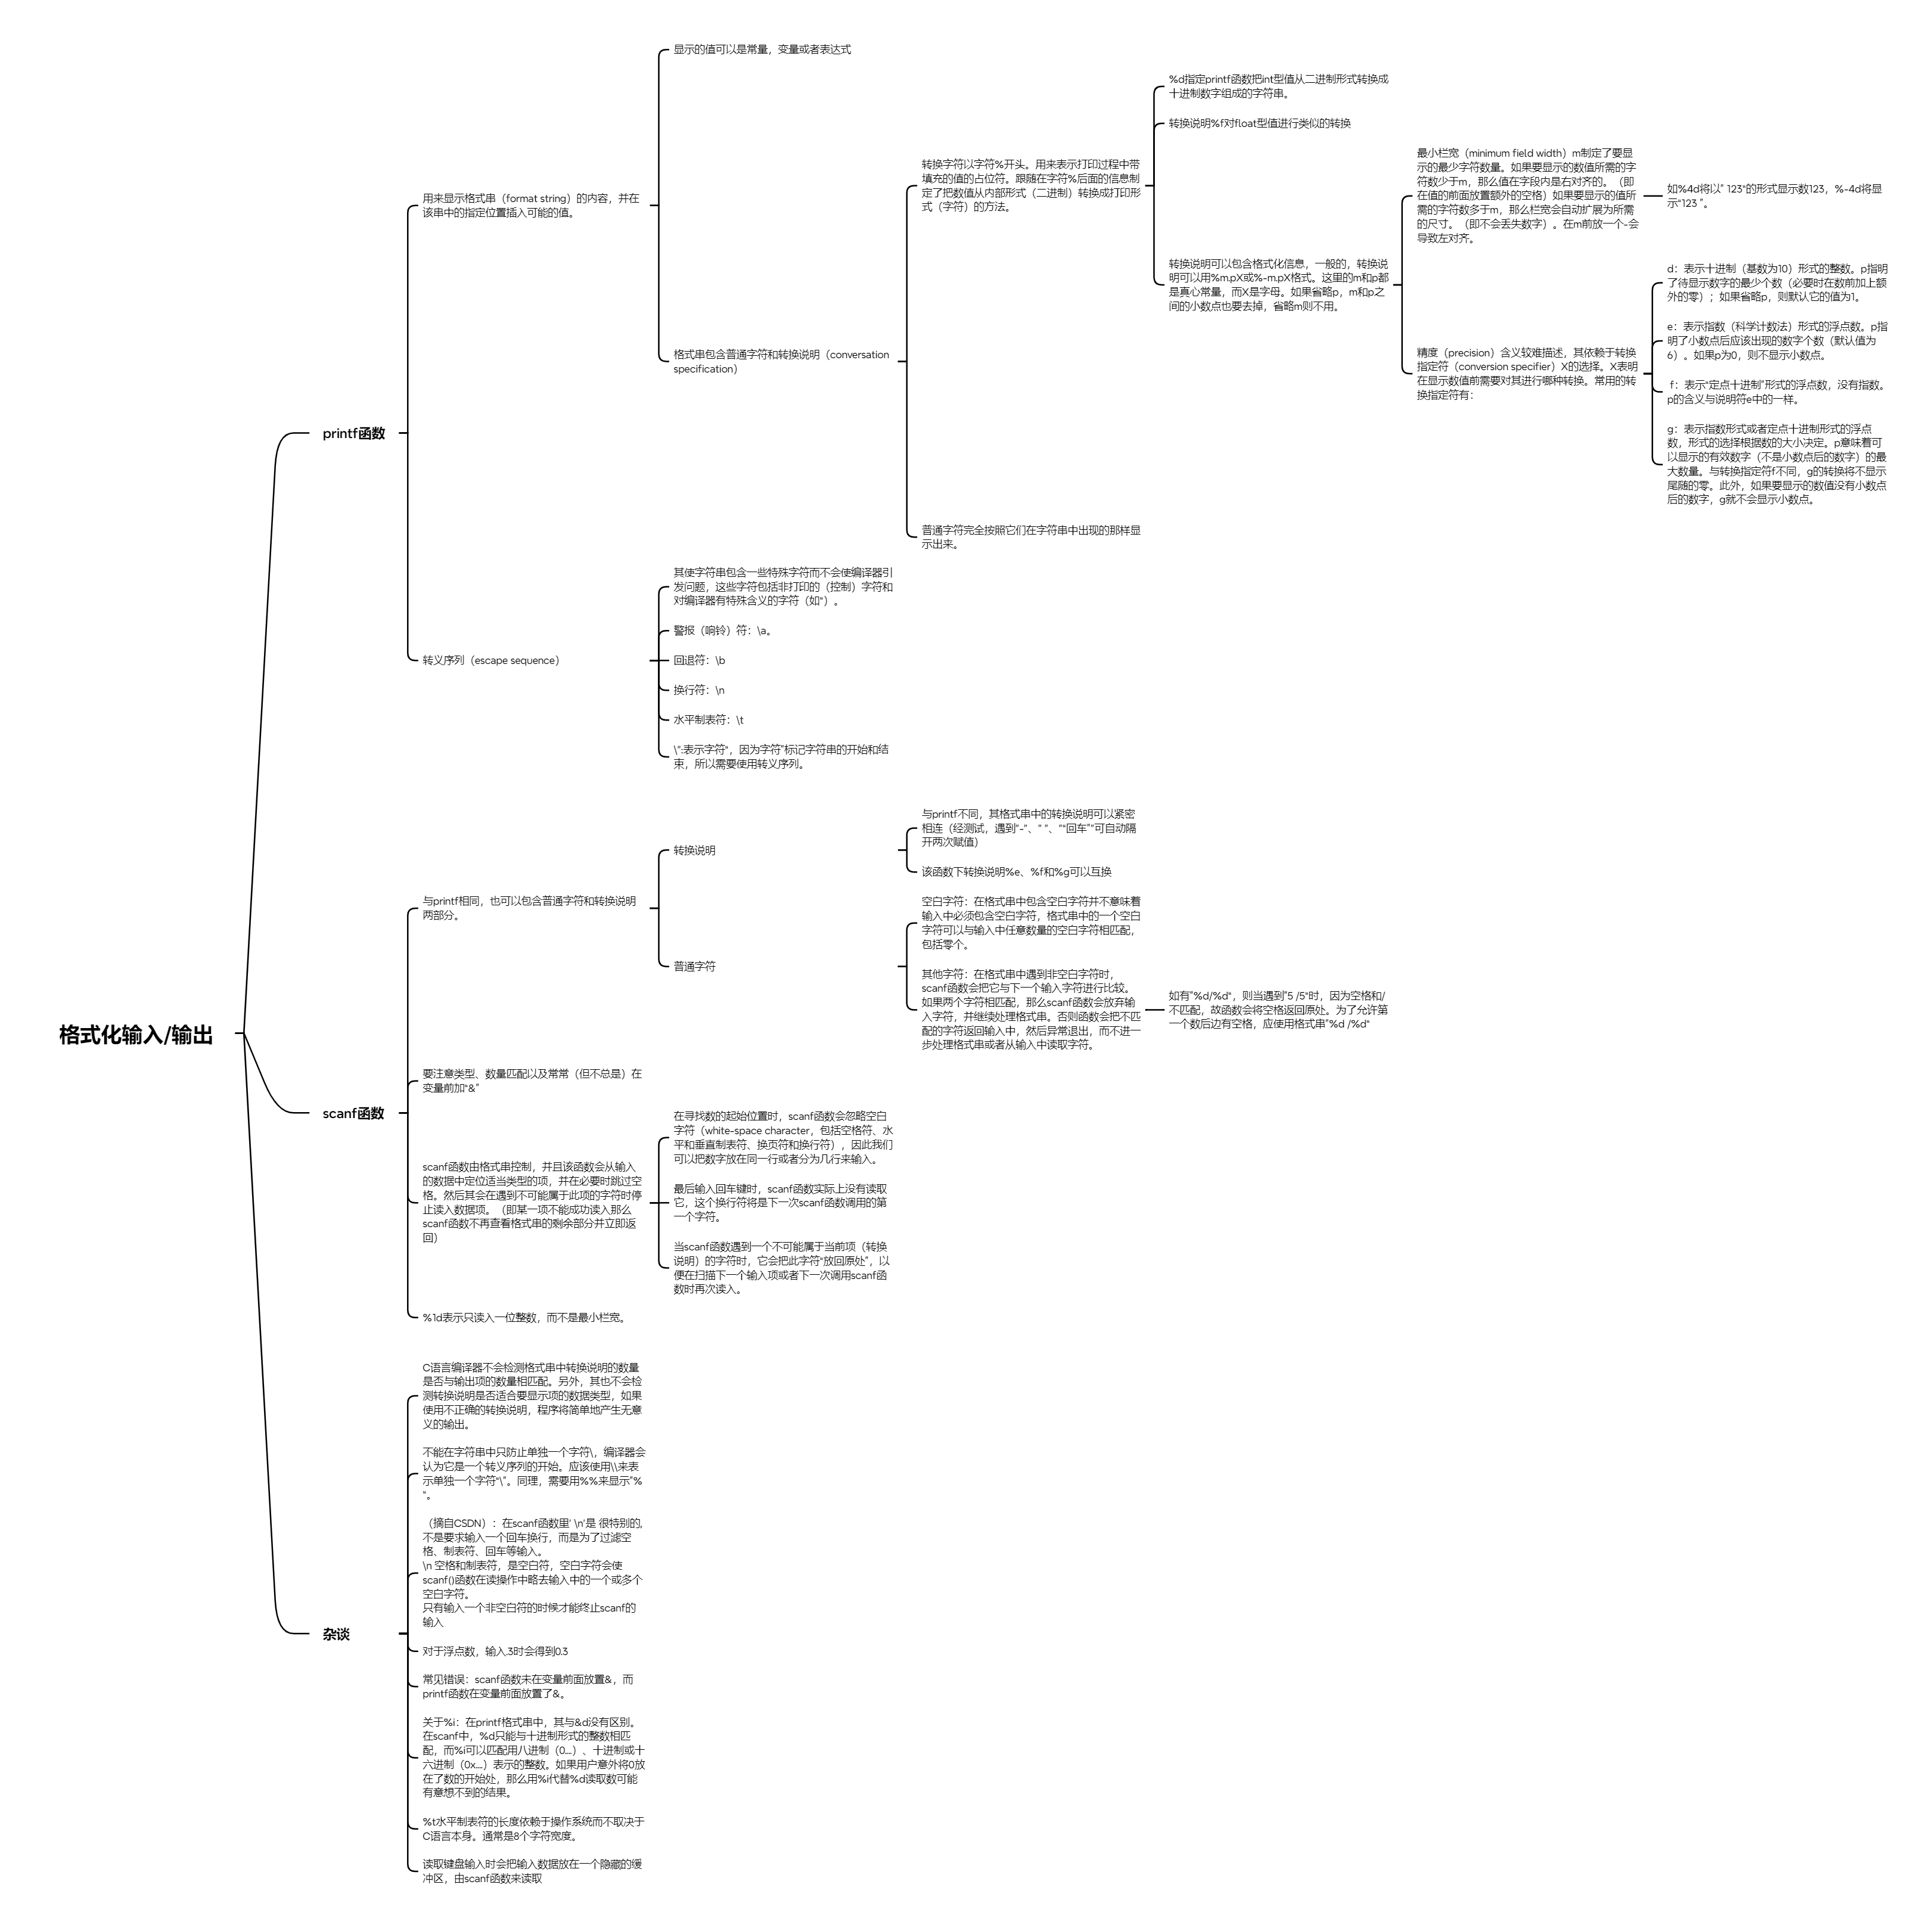 格式化输入/输出
printf函数
用来显示格式串（format string）的内容，并在
该串中的指定位置插入可能的值。
显示的值可以是常量，变量或者表达式
格式串包含普通字符和转换说明（conversation
specification）
转换字符以字符%开头。用来表示打印过程中带
填充的值的占位符。跟随在字符%后面的信息制
定了把数值从内部形式（二进制）转换成打印形
式（字符）的方法。
%d指定printf函数把int型值从二进制形式转换成
十进制数字组成的字符串。
转换说明%f对float型值进行类似的转换
转换说明可以包含格式化信息，一般的，转换说
明可以用%m.pX或%-m.pX格式。这里的m和p都
是真心常量，而X是字母。如果省略p，m和p之
间的小数点也要去掉，省略m则不用。
最小栏宽（minimum field width）m制定了要显
示的最少字符数量。如果要显示的数值所需的字
符数少于m，那么值在字段内是右对齐的。（即
在值的前面放置额外的空格）如果要显示的值所
需的字符数多于m，那么栏宽会自动扩展为所需
的尺寸。（即不会丢失数字）。在m前放一个-会
导致左对齐。
如%4d将以" 123"的形式显示数123，%-4d将显
示"123 "。
精度（precision）含义较难描述，其依赖于转换
指定符（conversion specifier）X的选择。X表明
在显示数值前需要对其进行哪种转换。常用的转
换指定符有：
d：表示十进制（基数为10）形式的整数。p指明
了待显示数字的最少个数（必要时在数前加上额
外的零）；如果省略p，则默认它的值为1。
e：表示指数（科学计数法）形式的浮点数。p指
明了小数点后应该出现的数字个数（默认值为
6）。如果p为0，则不显示小数点。
f：表示"定点十进制"形式的浮点数，没有指数。
p的含义与说明符e中的一样。
g：表示指数形式或者定点十进制形式的浮点
数，形式的选择根据数的大小决定。p意味着可
以显示的有效数字（不是小数点后的数字）的最
大数量。与转换指定符f不同，g的转换将不显示
尾随的零。此外，如果要显示的数值没有小数点
后的数字，g就不会显示小数点。
普通字符完全按照它们在字符串中出现的那样显
示出来。
转义序列（escape sequence）
其使字符串包含一些特殊字符而不会使编译器引
发问题，这些字符包括非打印的（控制）字符和
对编译器有特殊含义的字符（如"）。
警报（响铃）符：\a。
回退符：\b
换行符：\n
水平制表符：\t
\":表示字符"，因为字符"标记字符串的开始和结
束，所以需要使用转义序列。
scanf函数
与printf相同，也可以包含普通字符和转换说明
两部分。
转换说明
与printf不同，其格式串中的转换说明可以紧密
相连（经测试，遇到"-"、" "、""回车""可自动隔
开两次赋值）
该函数下转换说明%e、%f和%g可以互换
普通字符
空白字符：在格式串中包含空白字符并不意味着
输入中必须包含空白字符，格式串中的一个空白
字符可以与输入中任意数量的空白字符相匹配，
包括零个。
其他字符：在格式串中遇到非空白字符时，
scanf函数会把它与下一个输入字符进行比较。
如果两个字符相匹配，那么scanf函数会放弃输
入字符，并继续处理格式串。否则函数会把不匹
配的字符返回输入中，然后异常退出，而不进一
步处理格式串或者从输入中读取字符。
如有"%d/%d"，则当遇到"5 /5"时，因为空格和/
不匹配，故函数会将空格返回原处。为了允许第
一个数后边有空格，应使用格式串"%d /%d"
要注意类型、数量匹配以及常常（但不总是）在
变量前加"&"
scanf函数由格式串控制，并且该函数会从输入
的数据中定位适当类型的项，并在必要时跳过空
格。然后其会在遇到不可能属于此项的字符时停
止读入数据项。（即某一项不能成功读入那么
scanf函数不再查看格式串的剩余部分并立即返
回）
在寻找数的起始位置时，scanf函数会忽略空白
字符（white-space character，包括空格符、水
平和垂直制表符、换页符和换行符），因此我们
可以把数字放在同一行或者分为几行来输入。
最后输入回车键时，scanf函数实际上没有读取
它，这个换行符将是下一次scanf函数调用的第
一个字符。
当scanf函数遇到一个不可能属于当前项（转换
说明）的字符时，它会把此字符"放回原处"，以
便在扫描下一个输入项或者下一次调用scanf函
数时再次读入。
%1d表示只读入一位整数，而不是最小栏宽。
杂谈
C语言编译器不会检测格式串中转换说明的数量
是否与输出项的数量相匹配。另外，其也不会检
测转换说明是否适合要显示项的数据类型，如果
使用不正确的转换说明，程序将简单地产生无意
义的输出。
不能在字符串中只防止单独一个字符\，编译器会
认为它是一个转义序列的开始。应该使用\\来表
示单独一个字符"\"。同理，需要用%%来显示"%
"。
（摘自CSDN）：在scanf函数里' \n'是 很特别的,
不是要求输入一个回车换行，而是为了过滤空
格、制表符、回车等输入。
\n 空格和制表符，是空白符，空白字符会使
scanf()函数在读操作中略去输入中的一个或多个
空白字符。
只有输入一个非空白符的时候才能终止scanf的
输入
对于浮点数，输入.3时会得到0.3
常见错误：scanf函数未在变量前面放置&，而
printf函数在变量前面放置了&。
关于%i：在printf格式串中，其与&d没有区别。
在scanf中，%d只能与十进制形式的整数相匹
配，而%i可以匹配用八进制（0...）、十进制或十
六进制（0x...）表示的整数。如果用户意外将0放
在了数的开始处，那么用%i代替%d读取数可能
有意想不到的结果。
%t水平制表符的长度依赖于操作系统而不取决于
C语言本身。通常是8个字符宽度。
读取键盘输入时会把输入数据放在一个隐藏的缓
冲区，由scanf函数来读取